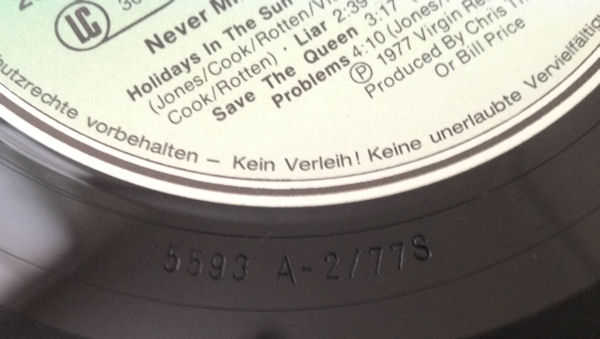 LC
Never Mi
Holidays In The Sun
(Jones/Cook/Rotten/Vi
Cook/Rotten) · Liar 2:39
Save The Queen 3:17
Problems 4:10 (Jones/
Ⓟ 1977 Virgin Re
Produced By Chris Th
Or Bill Price
utzrechte vorbehalten – Kein Verleih! Keine unerlaubte Vervielfältig
5593 A-2/77S